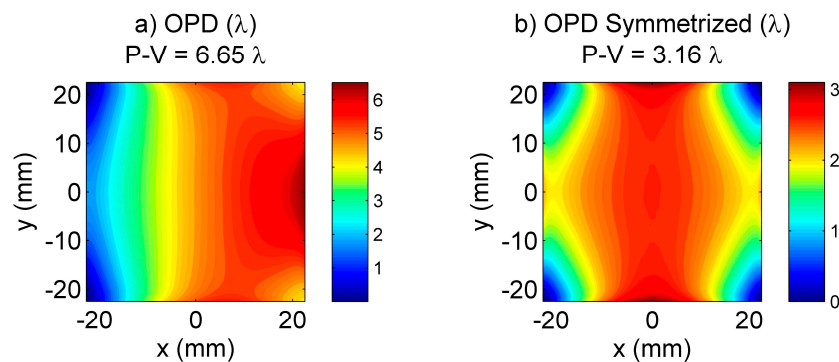 a) OPD (λ)
P-V = 6.65 λ
y (mm)
20
10
0
-10
-20
-20 0 20
x (mm)
6
5
4
3
2
1
b) OPD Symmetrized (λ)
P-V = 3.16 λ
y (mm)
20
10
0
-10
-20
-20 0 20
x (mm)
3
2
1
0